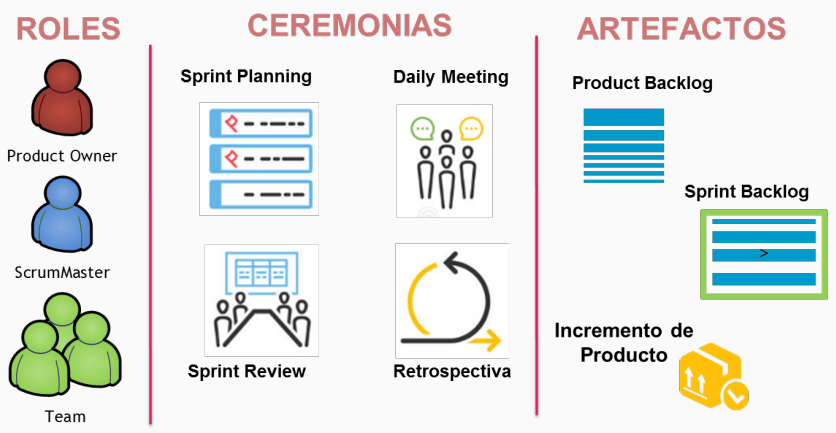 ROLES
Product Owner
ScrumMaster
Team
CEREMONIAS
Sprint Planning
Daily Meeting
Sprint Review
Retrospectiva
ARTEFACTOS
Product Backlog
Sprint Backlog
>
Incremento de
Producto